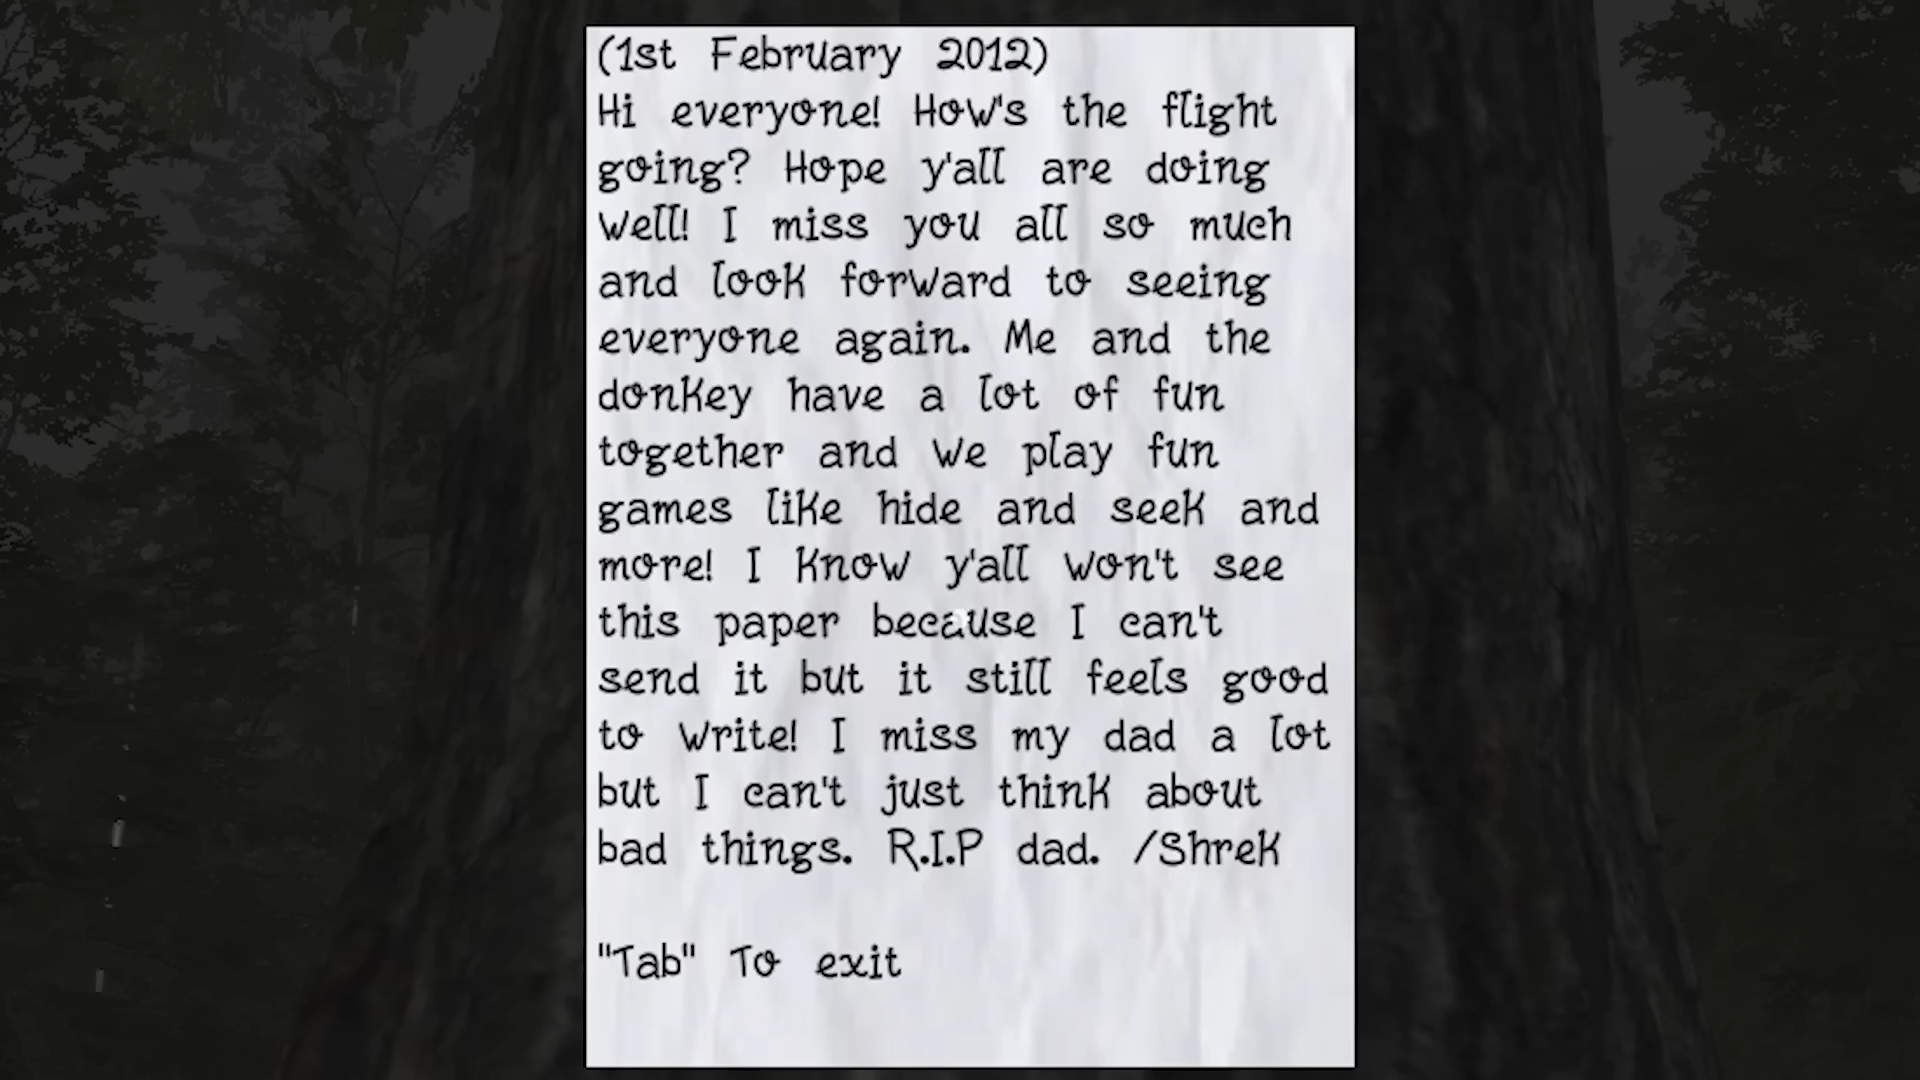 (1st February 2012)
Hi everyone! How's the flight
going? Hope y'all are doing
well! I miss you all so much
and look forward to seeing
everyone again. Me and the
donkey have a lot of fun
together and we play fun
games like hide and seek and
more! I know y'all won't see
this paper because I can't
send it but it still feels good
to write! I miss my dad a lot
but I can't just think about
bad things. R.I.P dad. /Shrek
"Tab" To exit